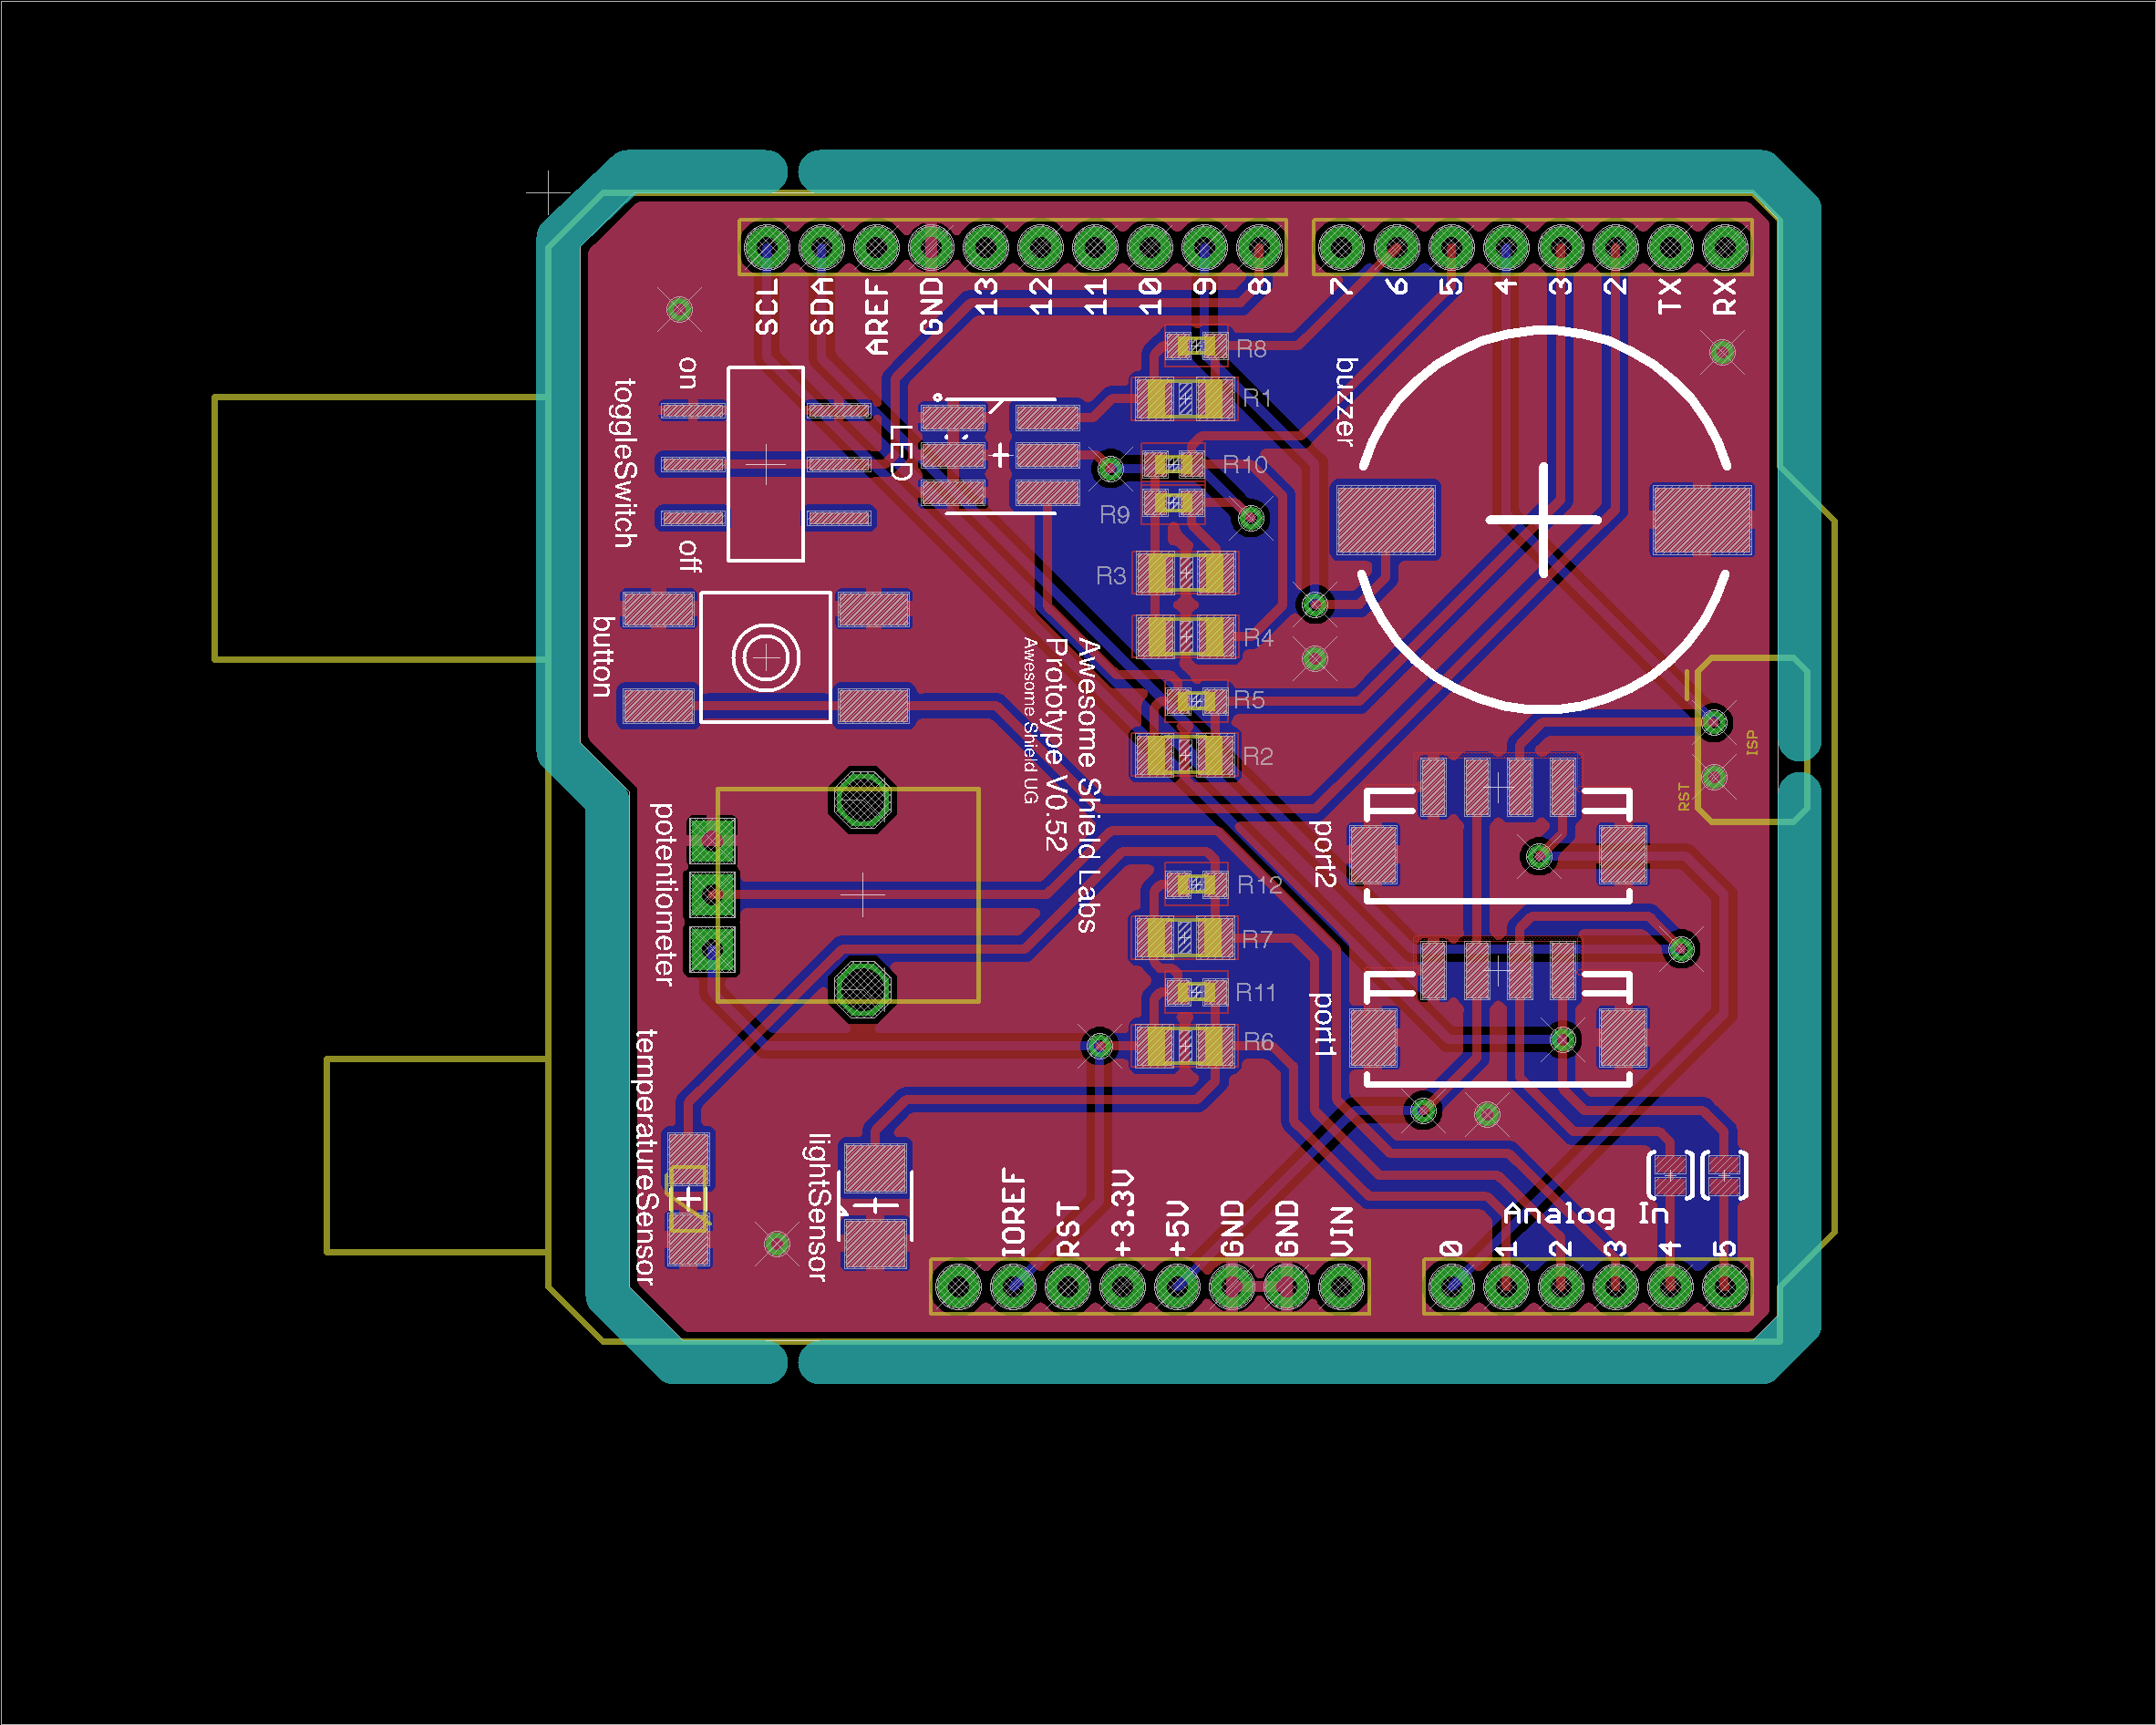 SCL
SDA
AREF
GND
13
12
11
10
9
8
7
6
5
4
3
2
TX
RX
on
toggleSwitch
off
LED
R8
R1
buzzer
R10
R9
R3
R4
button
Awesome Shield Labs
Prototype V0.52
Awesome Shield UG
R5
R2
ISP
RST
potentiometer
port2
R12
R7
R11
R6
port1
temperatureSensor
lightSensor
IOREF
RST
+3.3V
+5V
GND
GND
VIN
Analog In
0
1
2
3
4
5